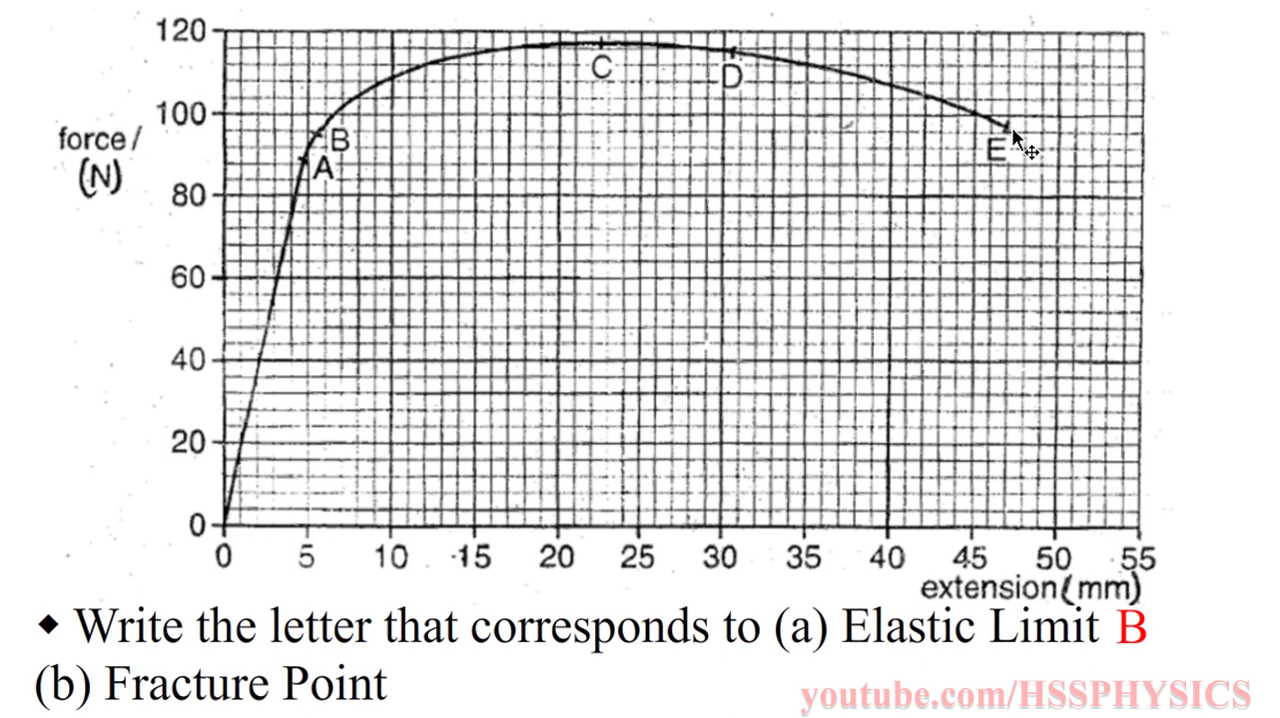 120
C
D
100
force/
(N)
B
A
E
80
60
40
20
0
0 5 10 15 20 25 30 35 40 45 50 55
extension(mm)
◆ Write the letter that corresponds to (a) Elastic Limit B
(b) Fracture Point
youtube.com/HSSPHYSICS